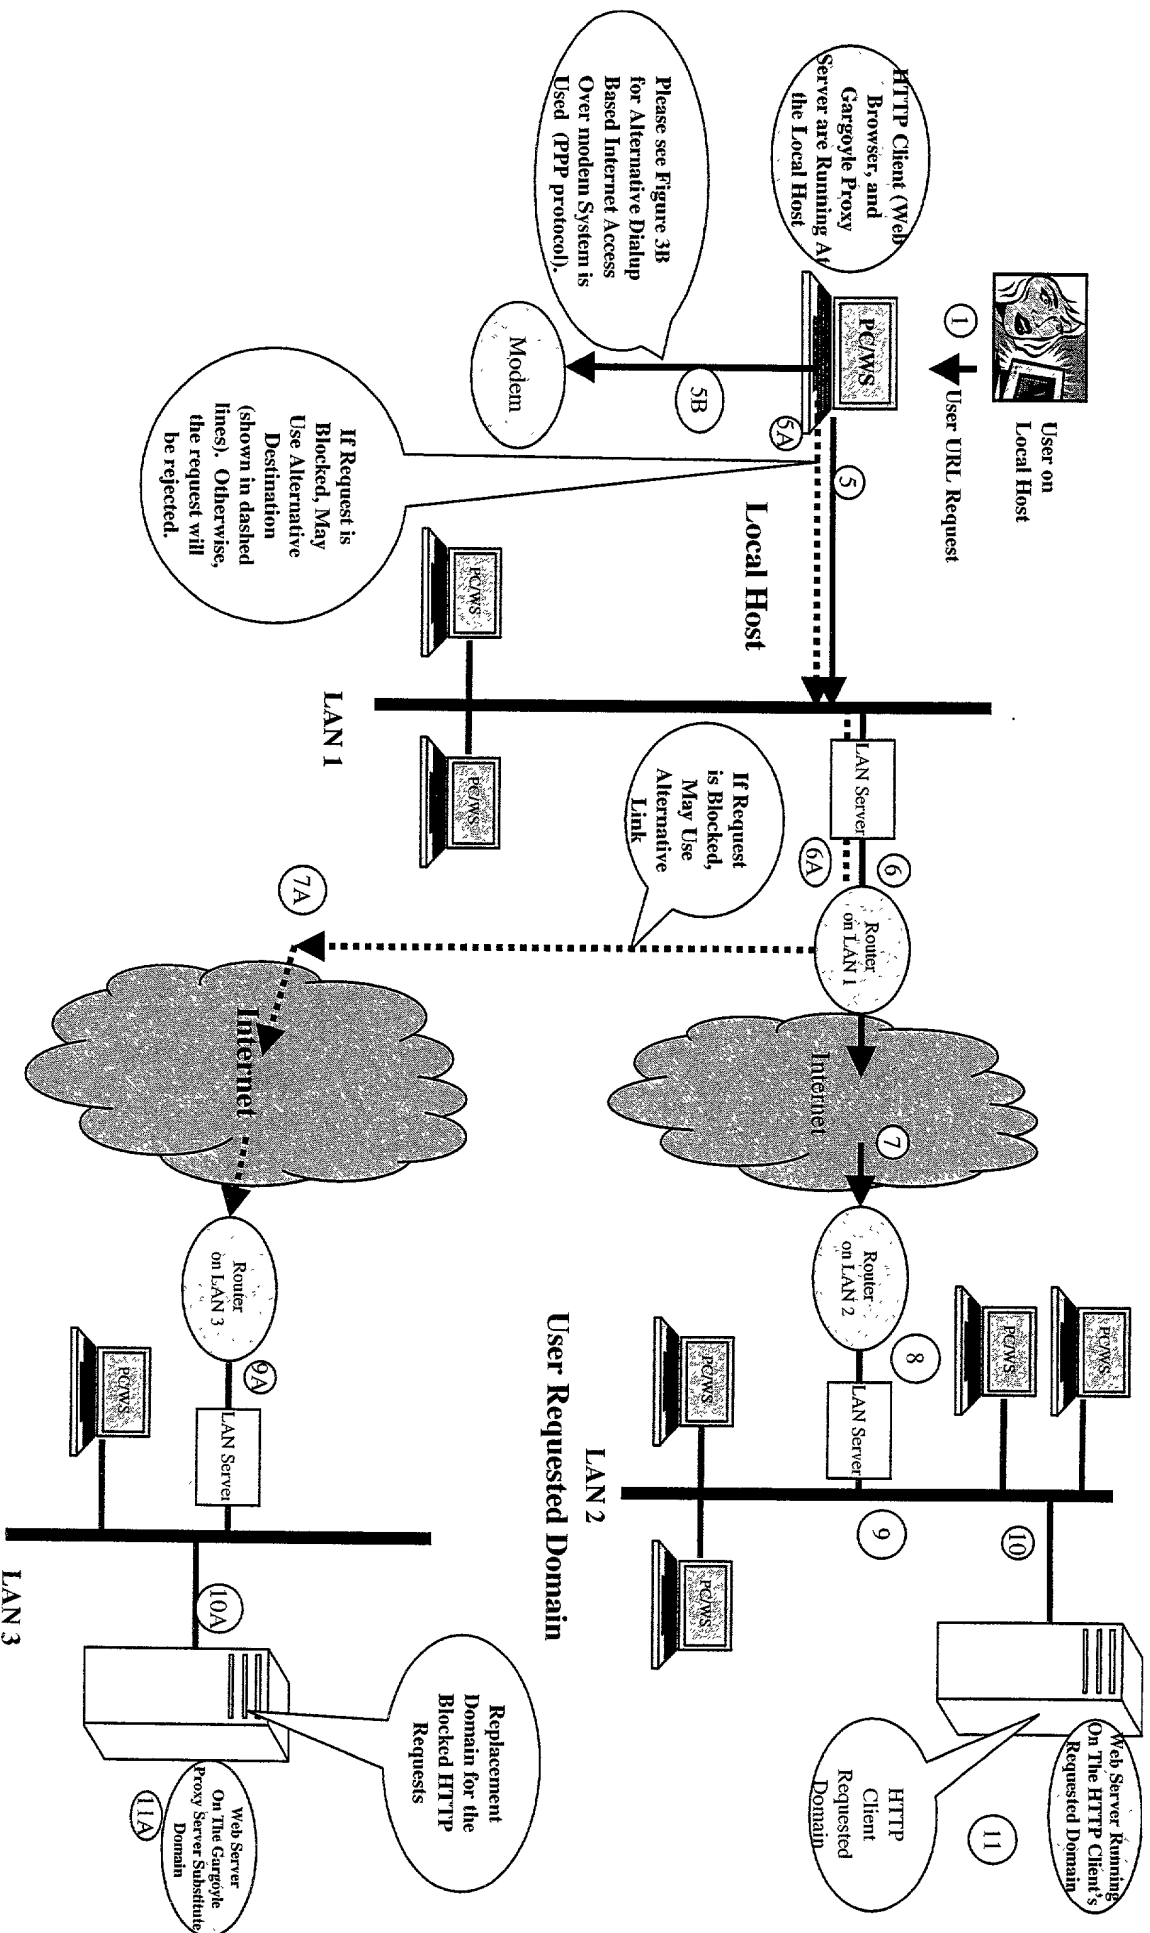 User on
Local Host
1
User URL Request
HTTP Client (Web
Browser, and
Gargoyle Proxy
Server are Running At
the Local Host
PC/WS
Please see Figure 3B
for Alternative Dialup
Based Internet Access
Over modem System is
Used (PPP protocol).
5B
Modem
5A
5
Local Host
If Request is
Blocked, May
Use Alternative
Destination
(shown in dashed
lines). Otherwise,
the request will
be rejected.
PC/WS
PC/WS
LAN 1
LAN Server
6
6A
If Request
is Blocked,
May Use
Alternative
Link
Router
on LAN 1
7A
Internet
7
Internet
Router
on LAN 2
8
LAN Server
9
PC/WS
PC/WS
PC/WS
PC/WS
10
LAN 2
User Requested Domain
Web Server Running
On The HTTP Client's
Requested Domain
11
HTTP
Client
Requested
Domain
Router
on LAN 3
9A
LAN Server
PC/WS
LAN 3
10A
Replacement
Domain for the
Blocked HTTP
Requests
Web Server
On The Gargoyle
Proxy Server Substitute
Domain
11A